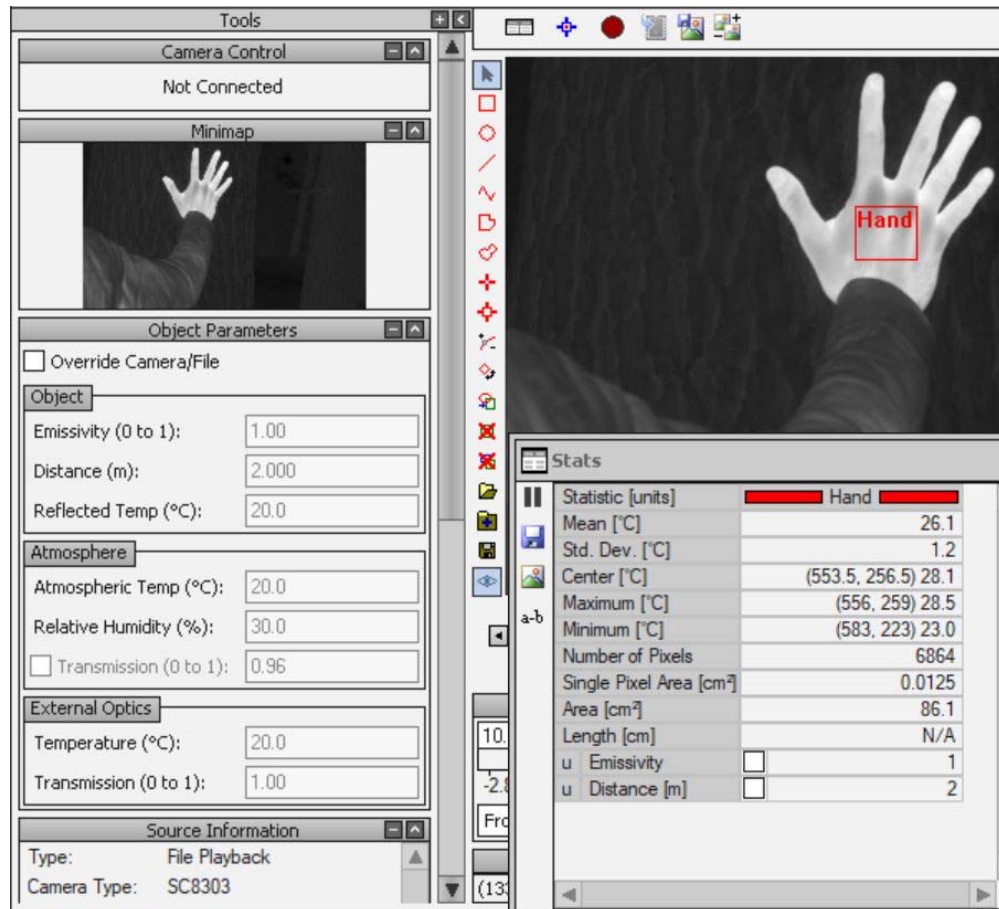 Tools
Camera Control
Not Connected
Minimap
Object Parameters
Override Camera/File
Object
Emissivity (0 to 1): 1.00
Distance (m): 2.000
Reflected Temp (°C): 20.0
Atmosphere
Atmospheric Temp (°C): 20.0
Relative Humidity (%): 30.0
Transmission (0 to 1): 0.96
External Optics
Temperature (°C): 20.0
Transmission (0 to 1): 1.00
Source Information
Type: File Playback
Camera Type: SC8303
Hand
a-b
10.
-2.8
(133
Stats
Statistic [units] Hand
Mean [°C] 26.1
Std. Dev. [°C] 1.2
Center [°C] (553.5, 256.5) 28.1
Maximum [°C] (556, 259) 28.5
Minimum [°C] (583, 223) 23.0
Number of Pixels 6864
Single Pixel Area [cm²] 0.0125
Area [cm²] 86.1
Length [cm] N/A
u Emissivity 1
u Distance [m] 2